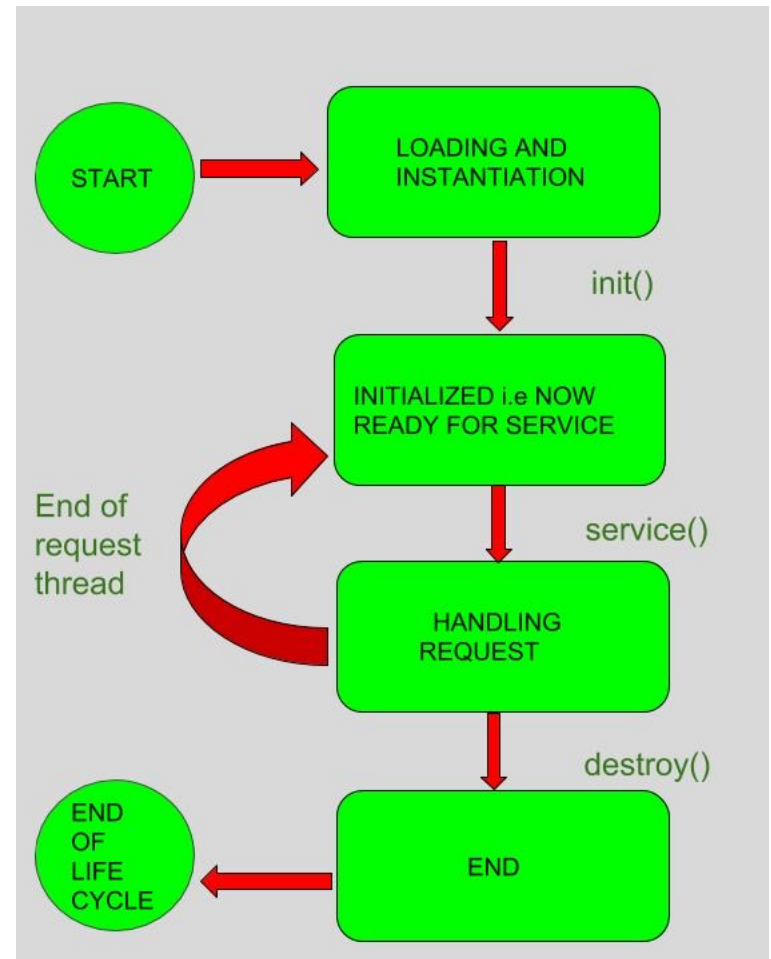 START
LOADING AND
INSTANTIATION
init()
INITIALIZED i.e NOW
READY FOR SERVICE
End of
request
thread
service()
HANDLING
REQUEST
destroy()
END
OF
LIFE
CYCLE
END